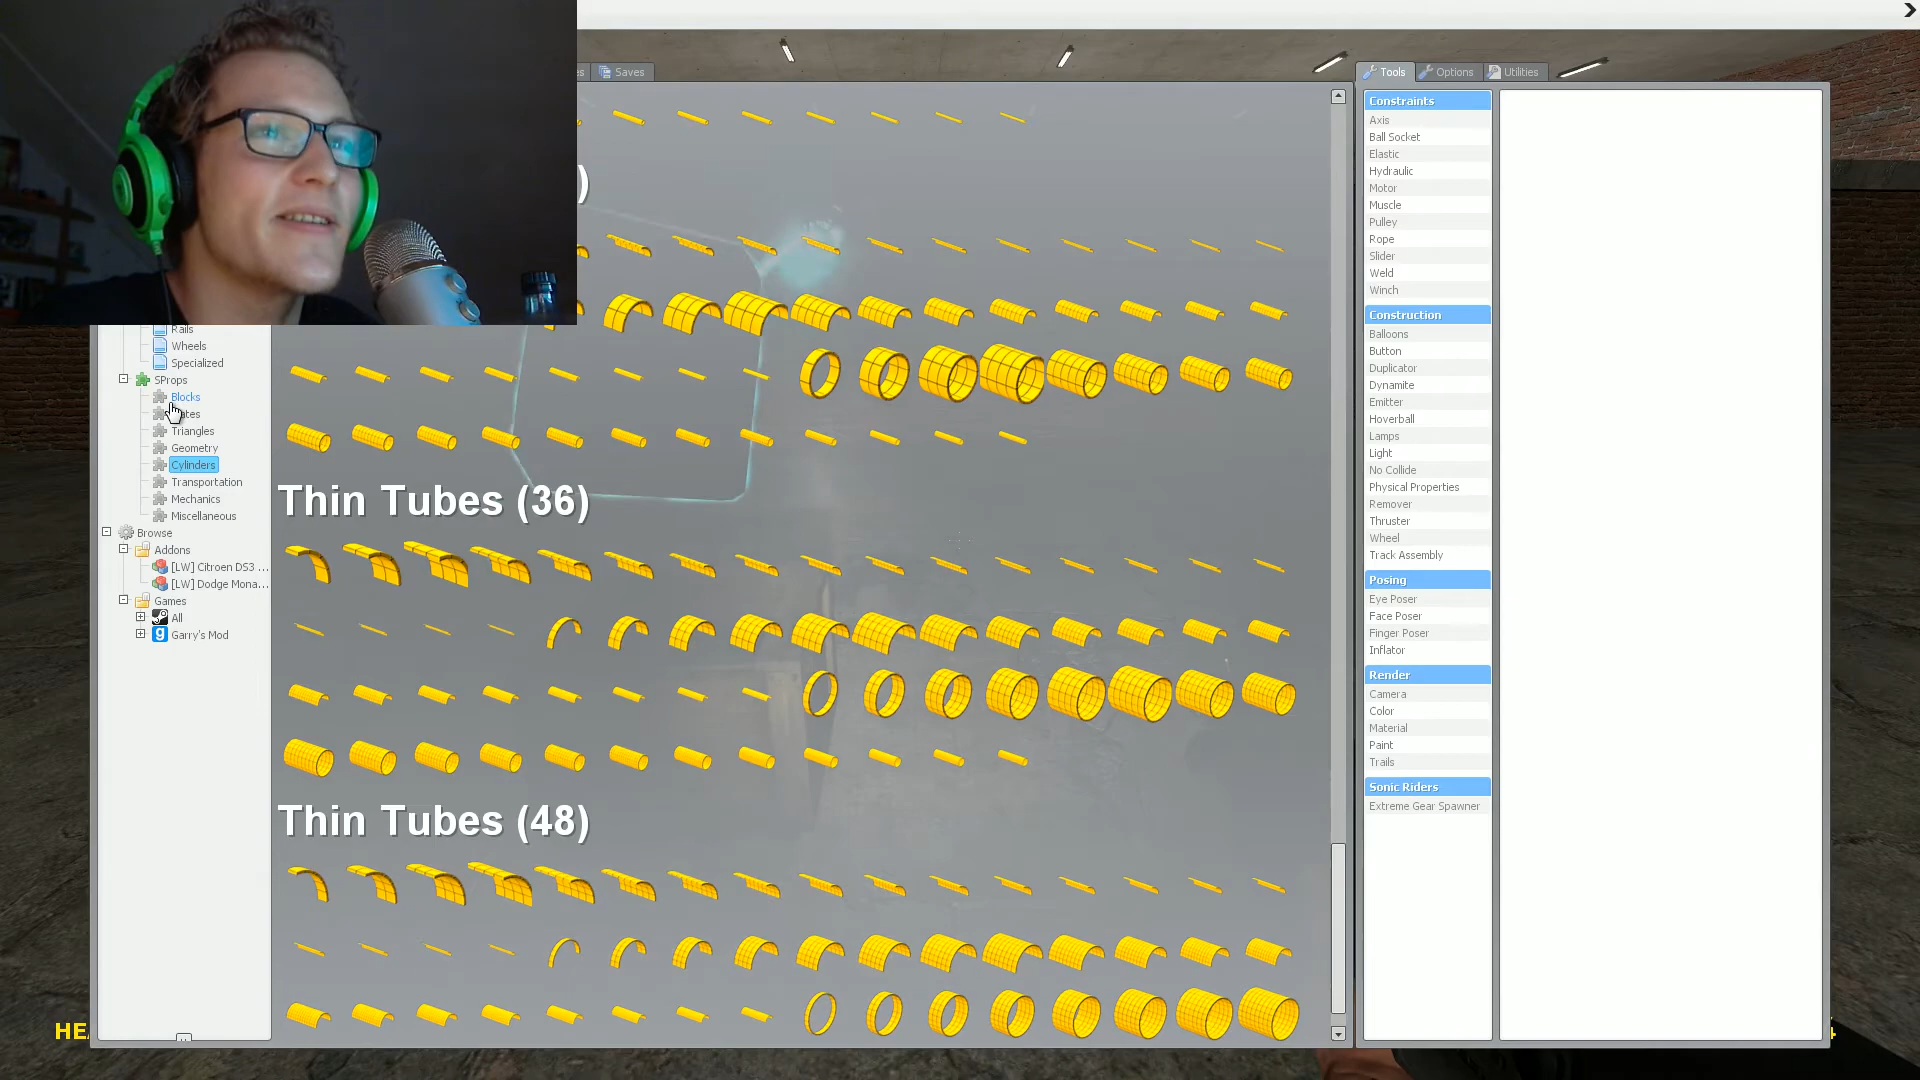 Saves
)
Thin Tubes (36)
Thin Tubes (48)
Rails
Wheels
Specialized
SProps
Blocks
Triangles
Geometry
Cylinders
Transportation
Mechanics
Miscellaneous
Browse
Addons
[LW] Citroen DS3 ...
[LW] Dodge Mona...
Games
All
Garry's Mod
Tools
Options
Utilities
Constraints
Axis
Ball Socket
Elastic
Hydraulic
Motor
Muscle
Pulley
Rope
Slider
Weld
Winch
Construction
Balloons
Button
Duplicator
Dynamite
Emitter
Hoverball
Lamps
Light
No Collide
Physical Properties
Remover
Thruster
Wheel
Track Assembly
Posing
Eye Poser
Face Poser
Finger Poser
Inflator
Render
Camera
Color
Material
Paint
Trails
Sonic Riders
Extreme Gear Spawner